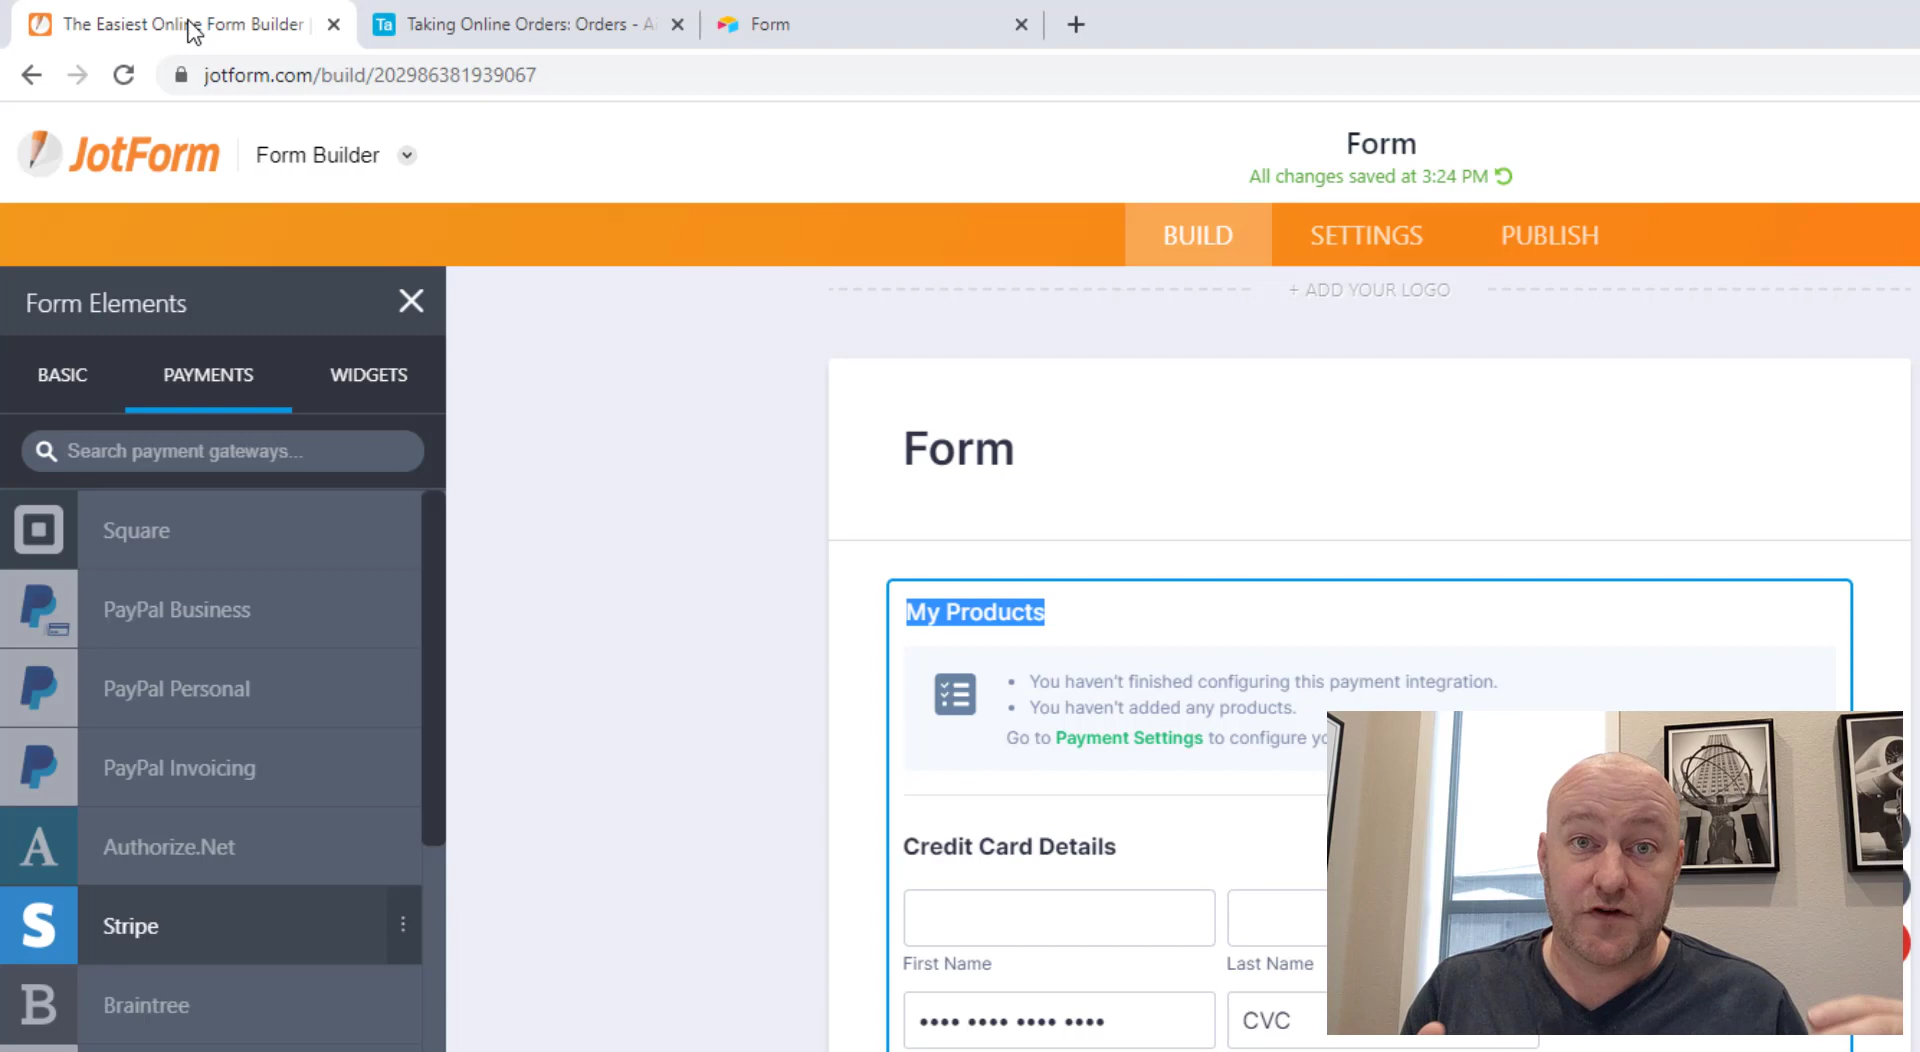 The Easiest Online Form Builder
Ta Taking Online Orders: Orders - Ai
Form
jotform.com/build/202986381939067
JotForm
Form Builder
Form
All changes saved at 3:24 PM
BUILD
SETTINGS
PUBLISH
Form Elements
+ ADD YOUR LOGO
BASIC
PAYMENTS
WIDGETS
Search payment gateways...
Form
Square
PayPal Business
My Products
PayPal Personal
• You haven't finished configuring this payment integration.
• You haven't added any products.
Go to Payment Settings to configure yo
PayPal Invoicing
A Authorize.Net
Credit Card Details
S Stripe
First Name
Last Name
B Braintree
•••• •••• •••• ••••
CVC